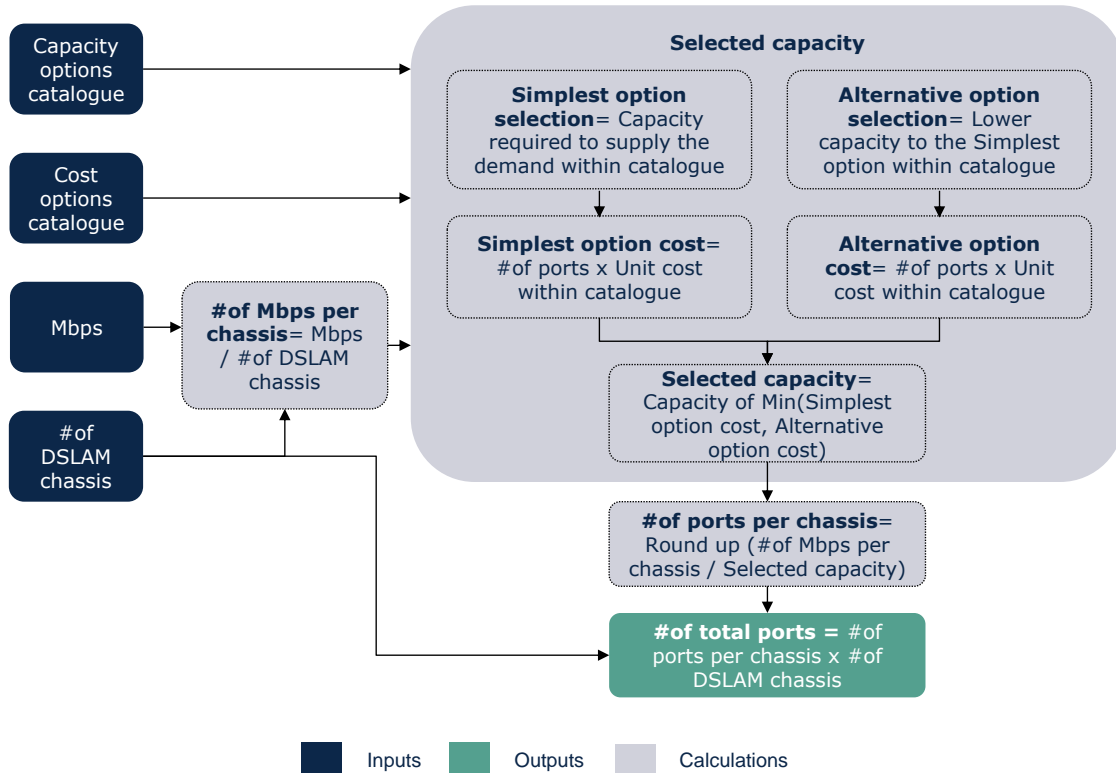 Capacity
options
catalogue
Cost
options
catalogue
Mbps
#of
DSLAM
chassis
#of Mbps per
chassis= Mbps
/ #of DSLAM
chassis
Selected capacity
Simplest option
selection= Capacity
required to supply the
demand within catalogue
Alternative option
selection= Lower
capacity to the Simplest
option within catalogue
Simplest option cost=
#of ports x Unit cost
within catalogue
Alternative option
cost= #of ports x Unit
cost within catalogue
Selected capacity=
Capacity of Min(Simplest
option cost, Alternative
option cost)
#of ports per chassis=
Round up (#of Mbps per
chassis / Selected capacity)
#of total ports = #of
ports per chassis x #of
DSLAM chassis
Inputs
Outputs
Calculations